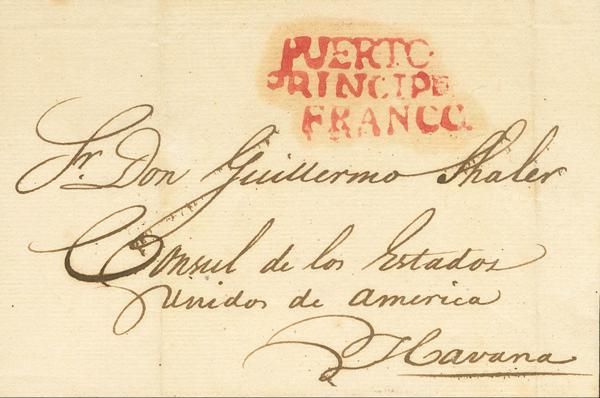 PUERTO
PRINCIPE
FRANCO.
Sr. Don Guillermo Shaler
Consul de los Estados
Unidos de America
Havana